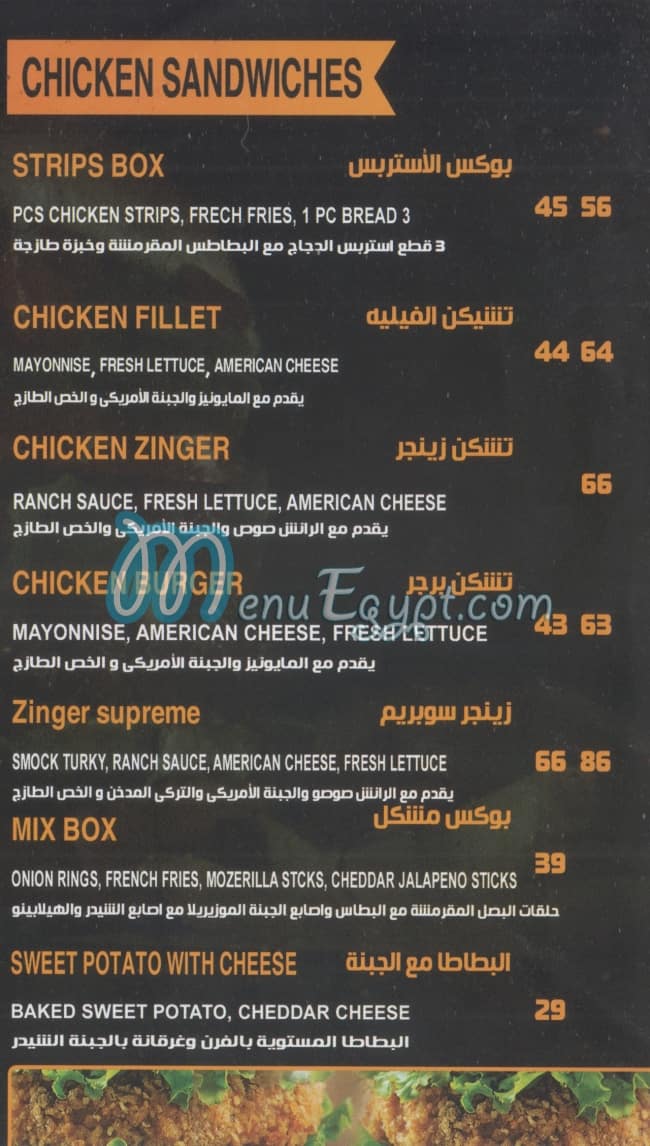 CHICKEN SANDWICHES
STRIPS BOX بوكس الأستربس
45 56
PCS CHICKEN STRIPS, FRECH FRIES, 1 PC BREAD 3
3 قطع استربس الدجاج مع البطاطس المقرمشة وخبزة طازجة
CHICKEN FILLET تشيكن الفيليه
44 64
MAYONNISE, FRESH LETTUCE, AMERICAN CHEESE
يقدم مع المايونيز والجبنة الأمريكى و الخص الطازج
CHICKEN ZINGER تشكن زينجر
66
RANCH SAUCE, FRESH LETTUCE, AMERICAN CHEESE
يقدم مع الرانش صوص والجبنة الأمريكى والخص الطازج
CHICKEN BURGER تشكن برجر
MenuEgypt.com
43 63
MAYONNISE, AMERICAN CHEESE, FRESH LETTUCE
يقدم مع المايونيز والجبنة الأمريكى و الخص الطازج
Zinger supreme زينجر سوبريم
SMOCK TURKY, RANCH SAUCE, AMERICAN CHEESE, FRESH LETTUCE 66 86
يقدم مع الرانش صوصو والجبنة الأمريكى والتركى المدخن و الخص الطازج
MIX BOX بوكس مشكل
39
ONION RINGS, FRENCH FRIES, MOZERILLA STCKS, CHEDDAR JALAPENO STICKS
حلقات البصل المقرمشة مع البطاس واصابع الجبنة الموزيريلا مع اصابع الشيدر والهيلابينو
SWEET POTATO WITH CHEESE البطاطا مع الجبنة
BAKED SWEET POTATO, CHEDDAR CHEESE 29
البطاطا المستوية بالفرن وغرقانة بالجبنة الشيدر